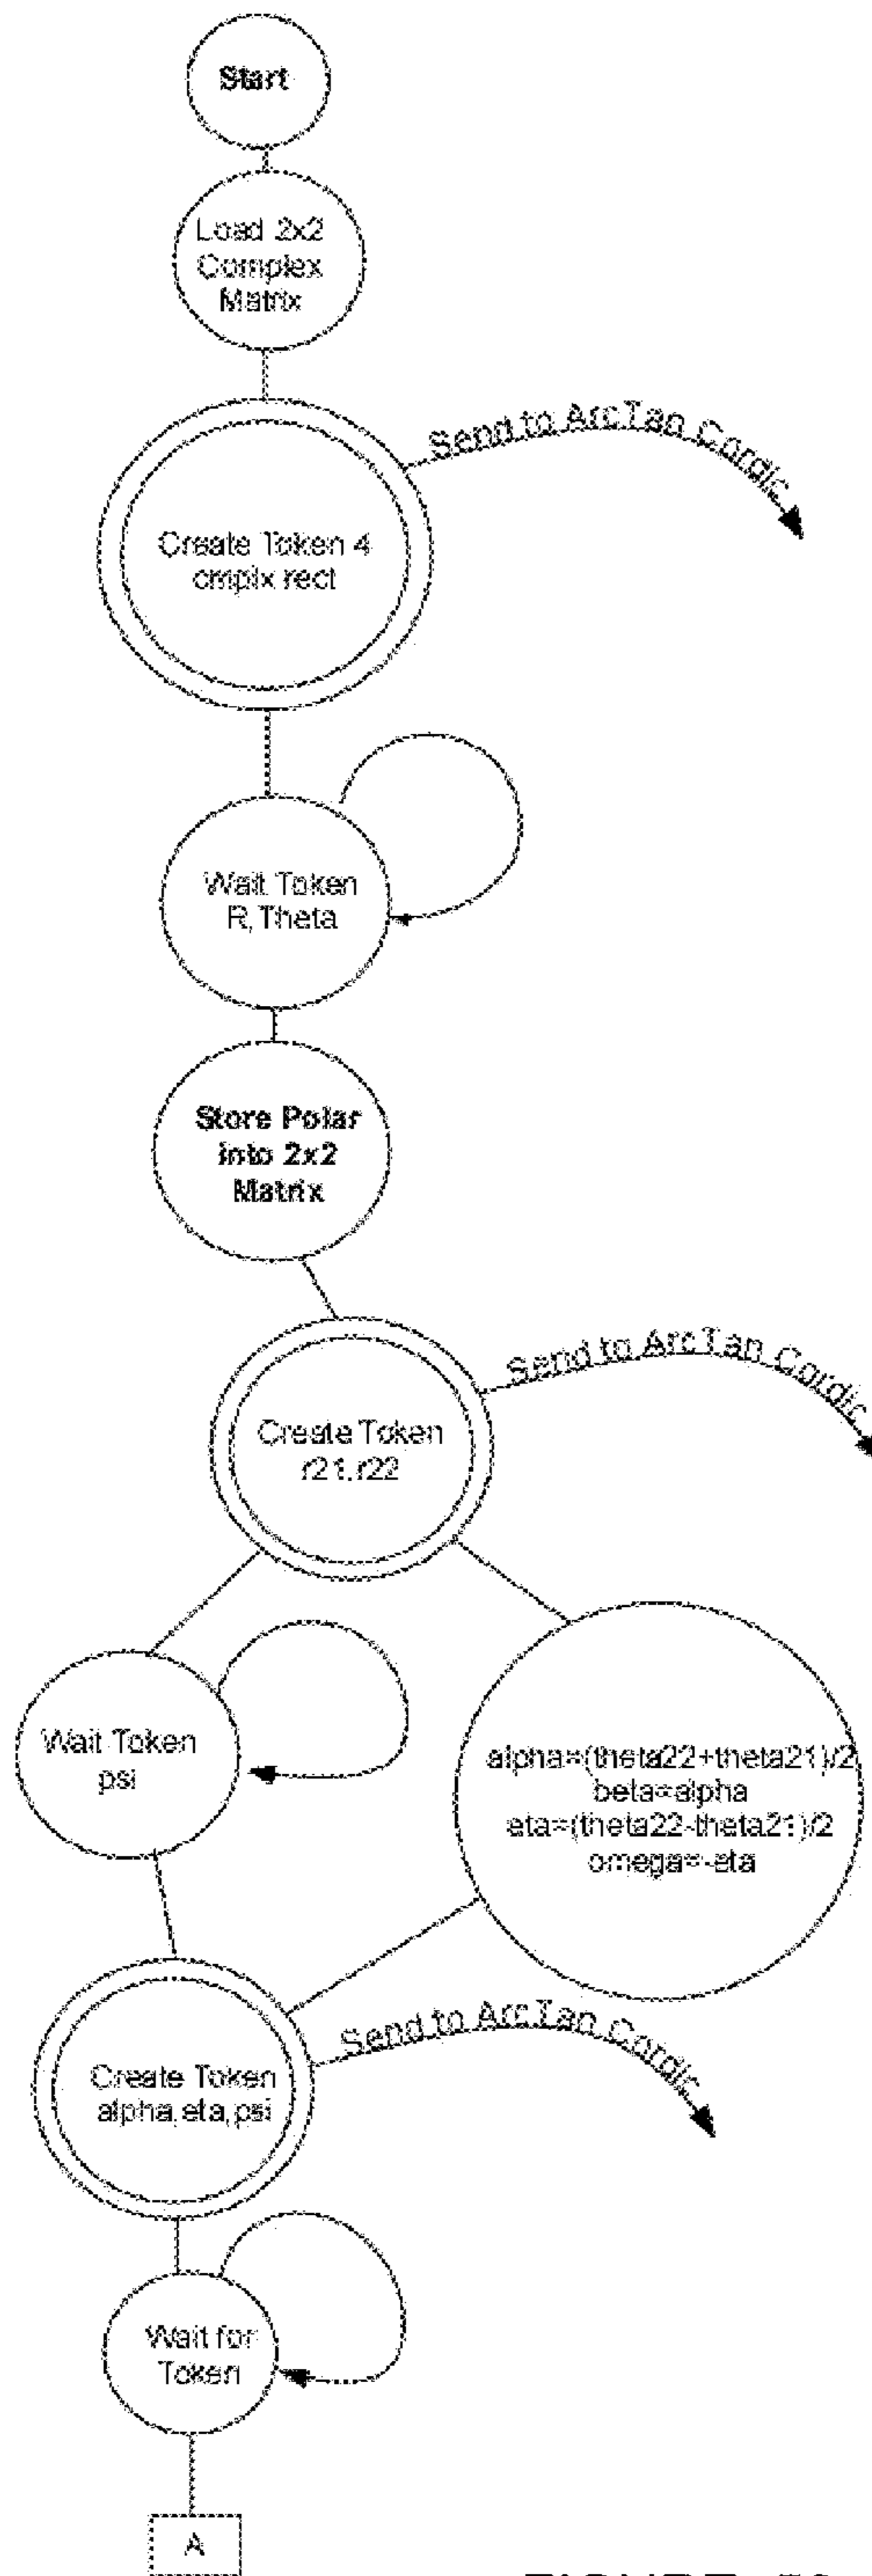 Start
Load 2x2
Complex
Matrix
Send to ArcTan Cordic
Create Token 4
cmplx rect
Wait Token
R,Theta
Store Polar
into 2x2
Matrix
Send to ArcTan Cordic
Create Token
r21,r22
Wait Token
psi
alpha=(theta22+theta21)/2
beta=alpha
eta=(theta22-theta21)/2
omega=-eta
Send to ArcTan Cordic
Create Token
alpha,eta,psi
Wait for
Token
A